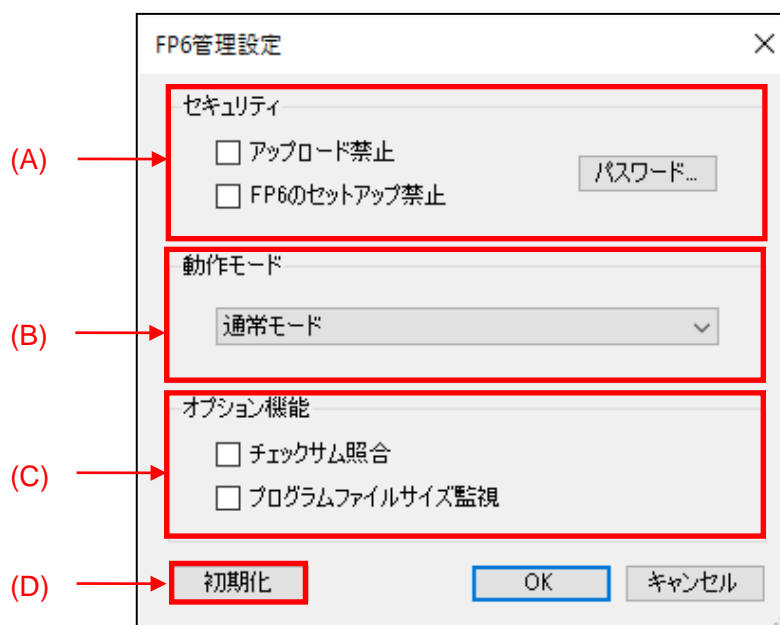 FP6管理設定
セキュリティ
(A)
アップロード禁止
パスワード...
FP6のセットアップ禁止
動作モード
(B)
通常モード
オプション機能
チェックサム照合
(C)
プログラムファイルサイズ監視
(D)
初期化
OK
キャンセル